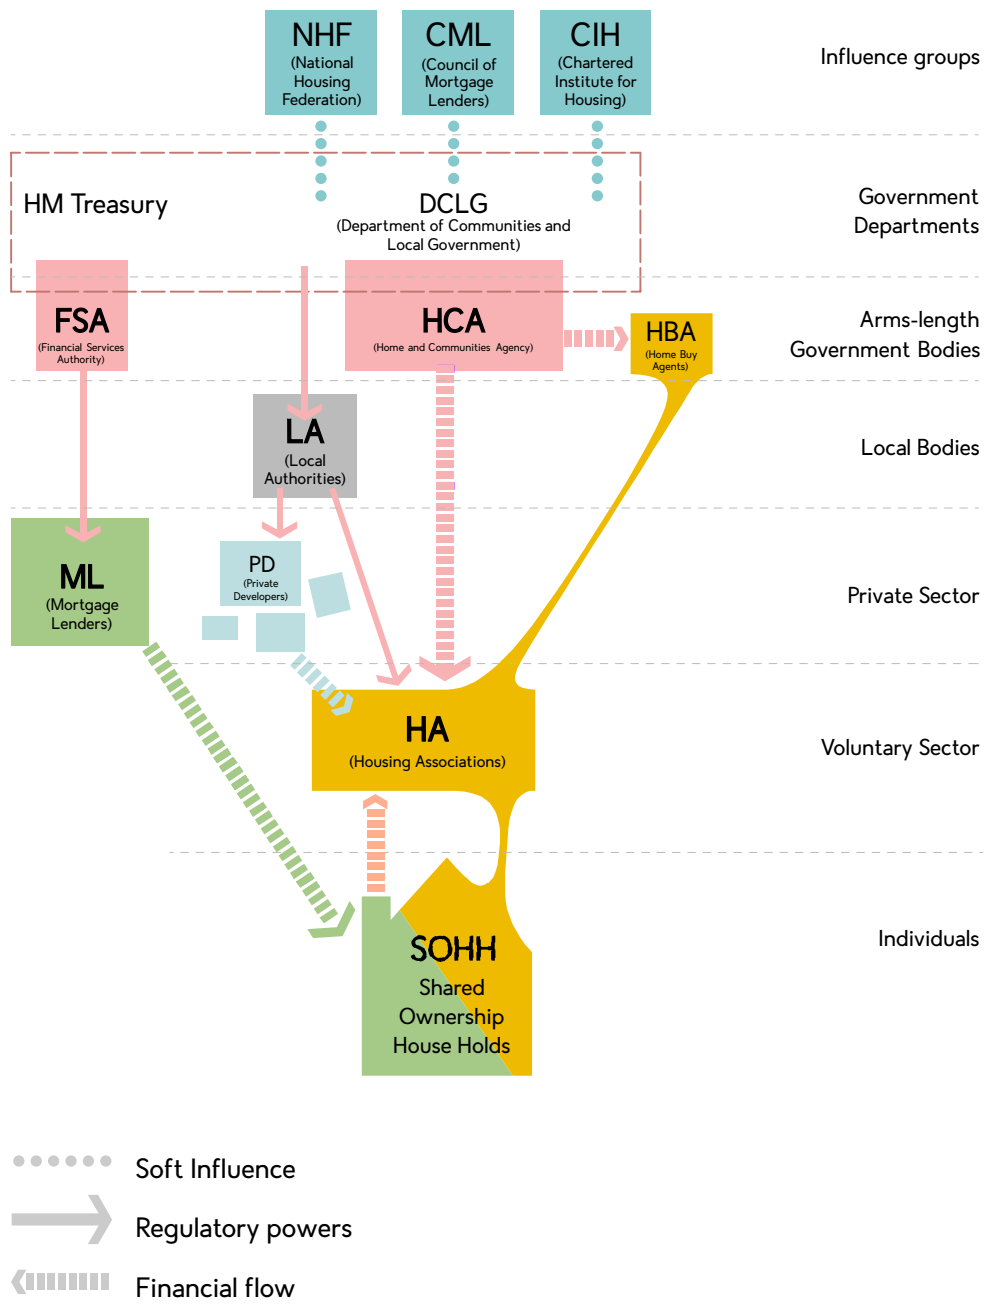 NHF
(National
Housing
Federation)
CML
(Council of
Mortgage
Lenders)
CIH
(Chartered
Institute for
Housing)
Influence groups
HM Treasury
DCLG
(Department of Communities and
Local Government)
Government
Departments
FSA
(Financial Services
Authority)
HCA
(Home and Communities Agency)
HBA
(Home Buy
Agents)
Arms-length
Government Bodies
LA
(Local
Authorities)
Local Bodies
ML
(Mortgage
Lenders)
PD
(Private
Developers)
Private Sector
HA
(Housing Associations)
Voluntary Sector
SOHH
Shared
Ownership
House Holds
Individuals
Soft Influence
Regulatory powers
Financial flow